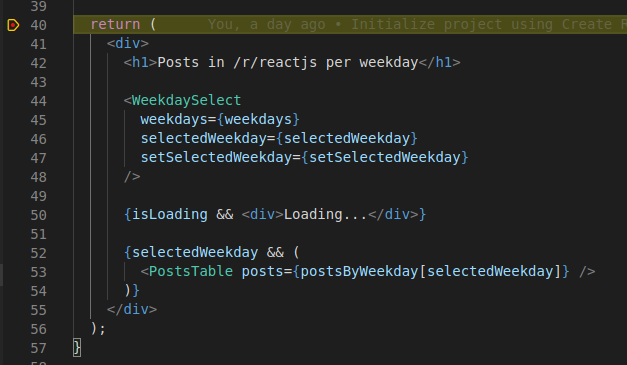 39
40 return ( You, a day ago • Initialize project using Create R
41 <div>
42 <h1>Posts in /r/reactjs per weekday</h1>
43
44 <WeekdaySelect
45 weekdays={weekdays}
46 selectedWeekday={selectedWeekday}
47 setSelectedWeekday={setSelectedWeekday}
48 />
49
50 {isLoading && <div>Loading...</div>}
51
52 {selectedWeekday && (
53 <PostsTable posts={postsByWeekday[selectedWeekday]} />
54 )}
55 </div>
56 );
57 }
58